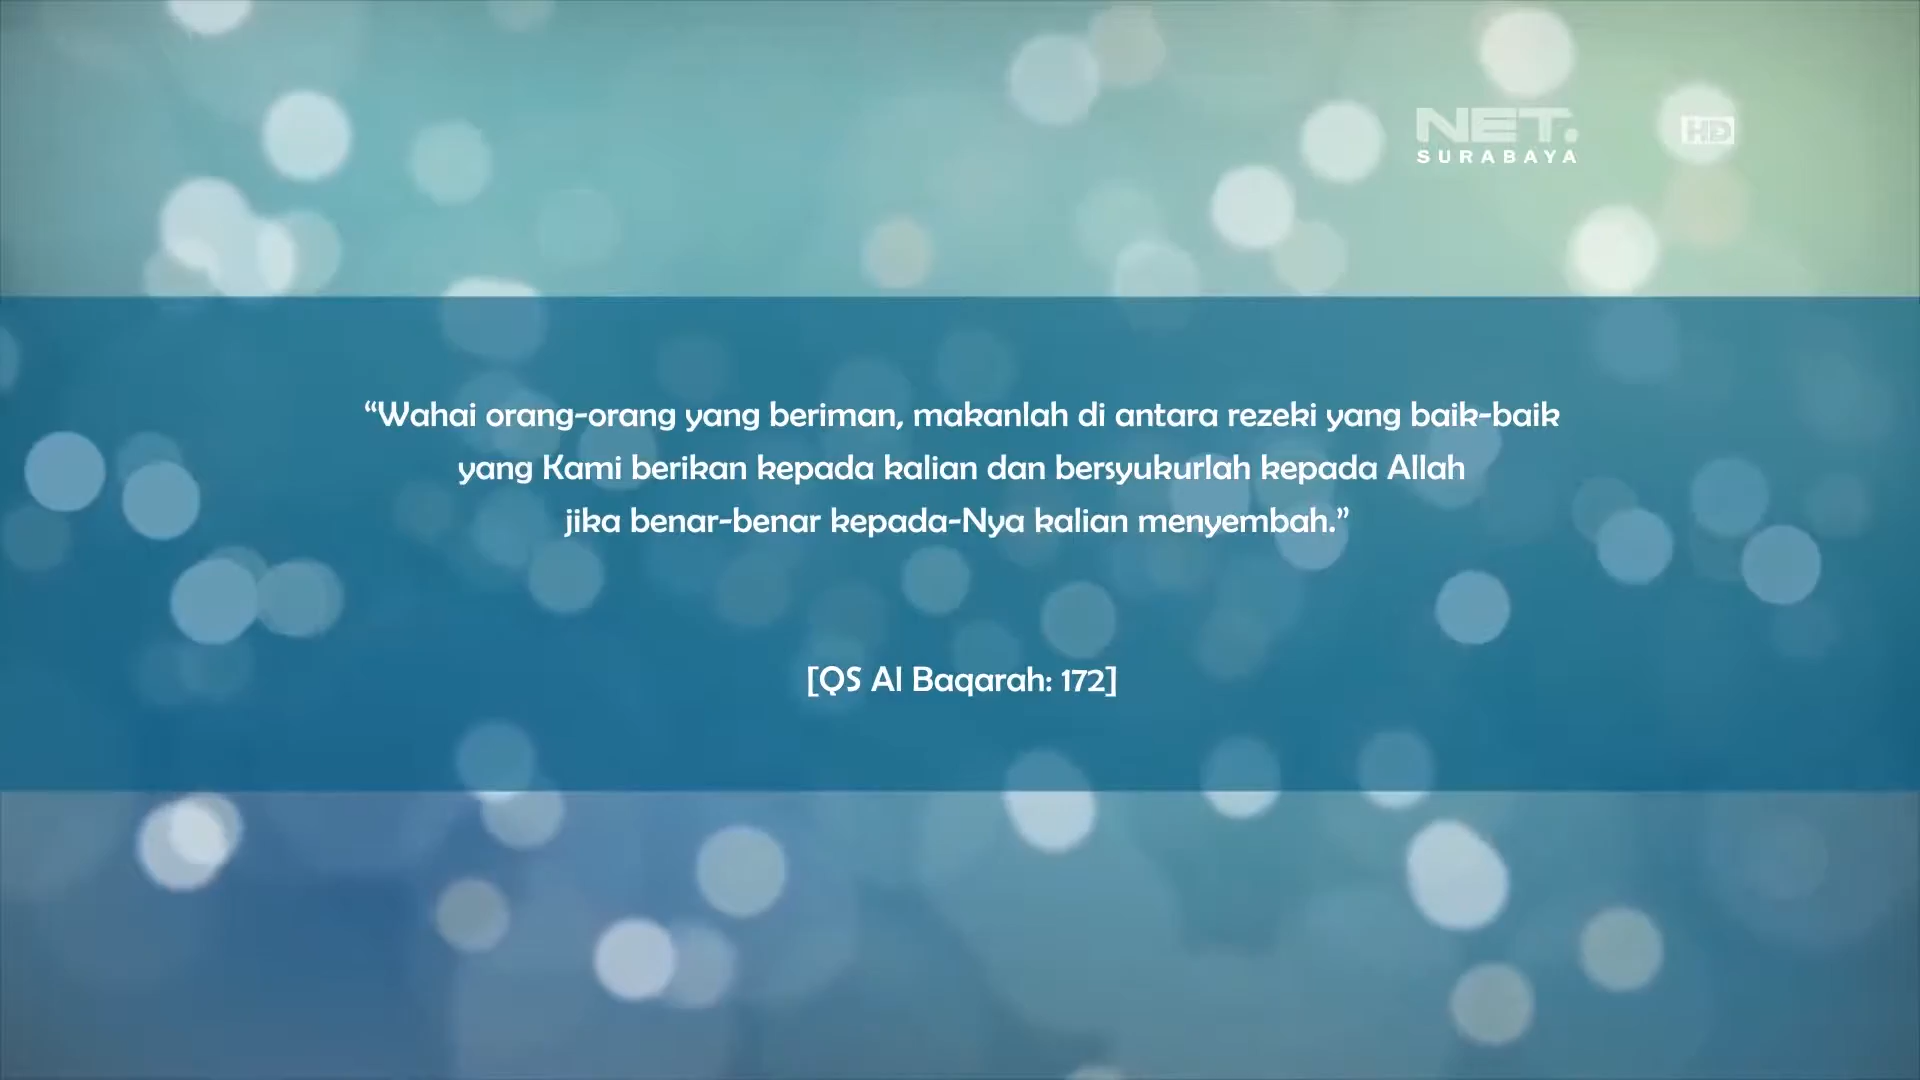 NET.
SURABAYA
HD
“Wahai orang-orang yang beriman, makanlah di antara rezeki yang baik-baik
yang Kami berikan kepada kalian dan bersyukurlah kepada Allah
jika benar-benar kepada-Nya kalian menyembah.”
[QS Al Baqarah: 172]